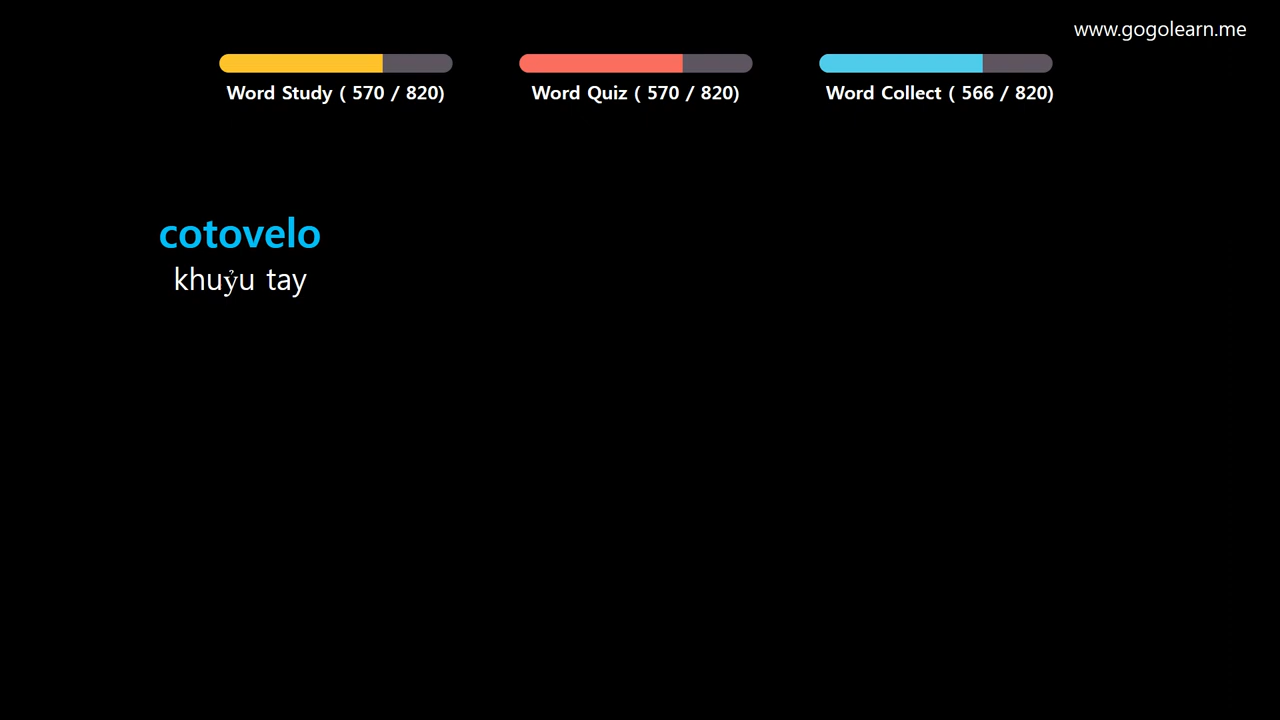 www.gogolearn.me
Word Study ( 570 / 820)
Word Quiz ( 570 / 820)
Word Collect ( 566 / 820)
cotovelo
khuỷu tay